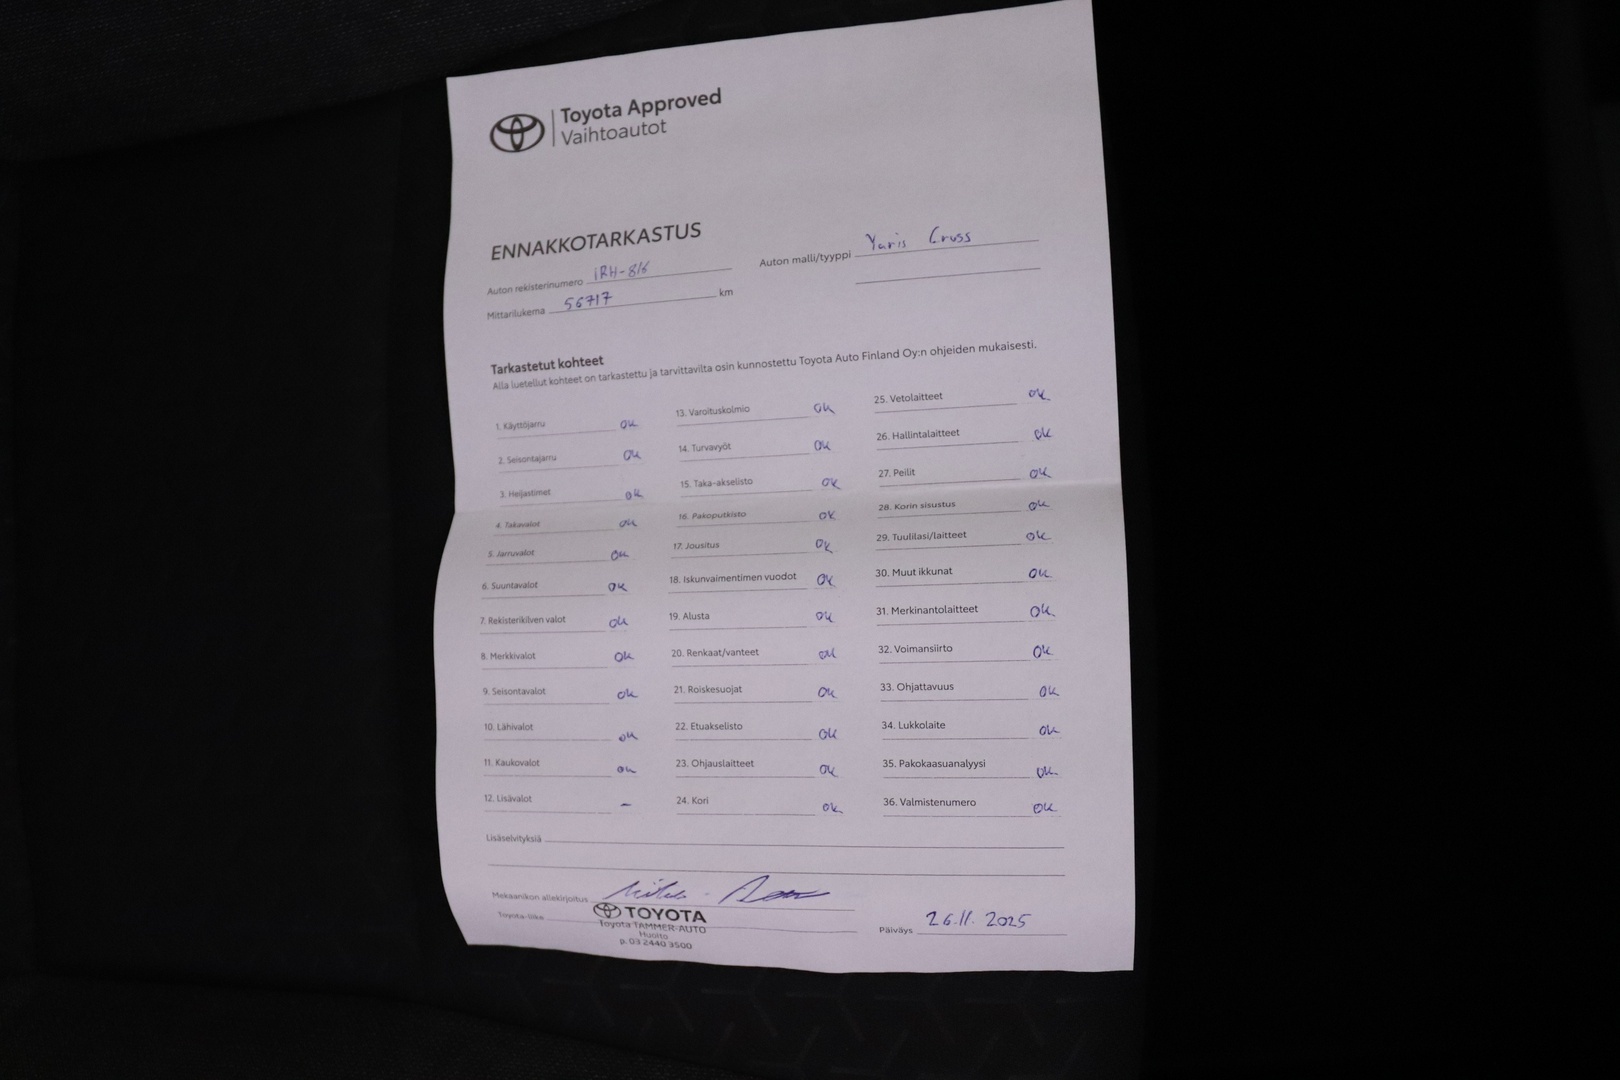 Toyota Approved
Vaihtoautot
ENNAKKOTARKASTUS
Auton rekisterinumero iRH-816
Auton malli/tyyppi Yaris Cross
Mittarilukema 56717 km
Tarkastetut kohteet
Alla luetellut kohteet on tarkastettu ja tarvittavilta osin kunnostettu Toyota Auto Finland Oy:n ohjeiden mukaisesti.
1. Käyttöjarru ok
2. Seisontajarru ok
3. Heijastimet ok
4. Takavalot ok
5. Jarruvalot ok
6. Suuntavalot ok
7. Rekisterikilven valot ok
8. Merkkivalot ok
9. Seisontavalot ok
10. Lähivalot ok
11. Kaukovalot ok
12. Lisävalot –
13. Varoituskolmio ok
14. Turvavyöt ok
15. Taka-akselisto ok
16. Pakoputkisto ok
17. Jousitus ok
18. Iskunvaimentimen vuodot ok
19. Alusta ok
20. Renkaat/vanteet ok
21. Roiskesuojat ok
22. Etuakselisto ok
23. Ohjauslaitteet ok
24. Kori ok
25. Vetolaitteet ok
26. Hallintalaitteet ok
27. Peilit ok
28. Korin sisustus ok
29. Tuulilasi/laitteet ok
30. Muut ikkunat ok
31. Merkinantolaitteet ok
32. Voimansiirto ok
33. Ohjattavuus ok
34. Lukkolaite ok
35. Pakokaasuanalyysi ok
36. Valmistenumero ok
Lisäselvityksiä
Mekaanikon allekirjoitus
Toyota-liike
TOYOTA
Toyota TAMMER-AUTO
Huolto
p. 03 2440 3500
Päiväys 26.11.2025